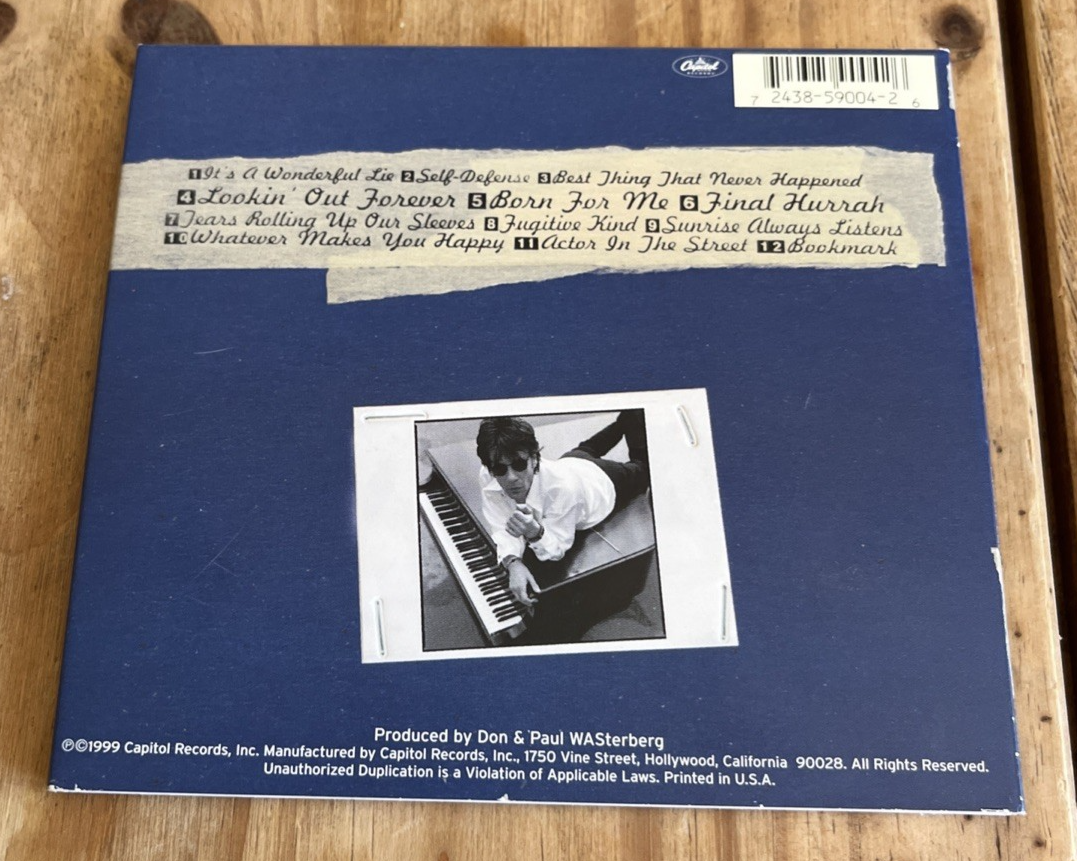 Capitol
RECORDS
7 2438-59004-2 6
1 It's A Wonderful Lie 2 Self-Defense 3 Best Thing That Never Happened
4 Lookin' Out Forever 5 Born For Me 6 Final Hurrah
7 Tears Rolling Up Our Sleeves 8 Fugitive Kind 9 Sunrise Always Listens
10 Whatever Makes You Happy 11 Actor In The Street 12 Bookmark
Produced by Don & Paul WASterberg
℗©1999 Capitol Records, Inc. Manufactured by Capitol Records, Inc., 1750 Vine Street, Hollywood, California 90028. All Rights Reserved.
Unauthorized Duplication is a Violation of Applicable Laws. Printed in U.S.A.